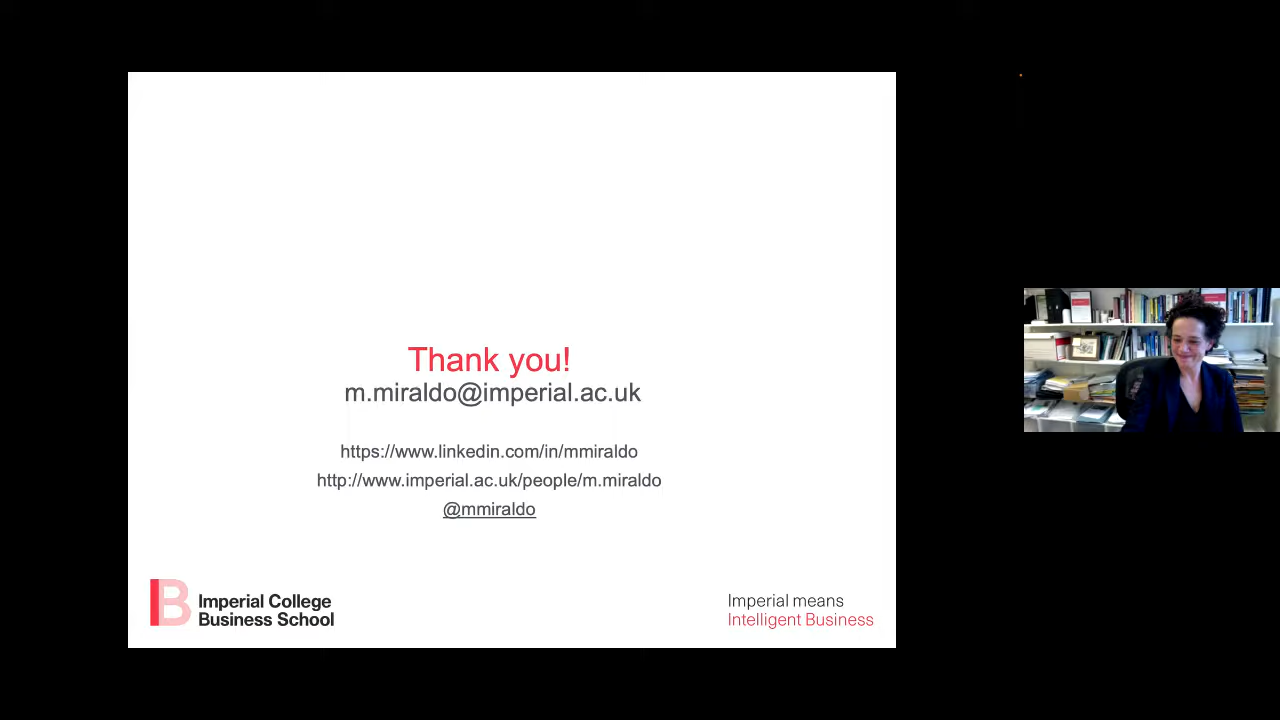 Thank you!
m.miraldo@imperial.ac.uk
https://www.linkedin.com/in/mmiraldo
http://www.imperial.ac.uk/people/m.miraldo
@mmiraldo
Imperial College
Business School
Imperial means
Intelligent Business